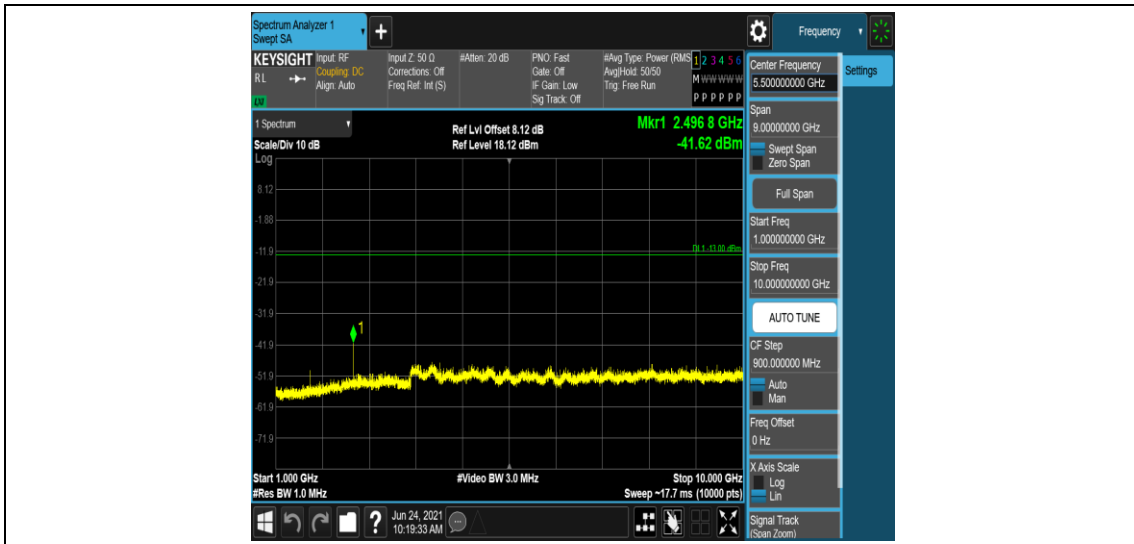 Spectrum Analyzer 1
Swept SA
+
Frequency
KEYSIGHT
RL
LXI
Input: RF
Coupling: DC
Align: Auto
Input Z: 50 Ω
Corrections: Off
Freq Ref: Int (S)
#Atten: 20 dB
PNO: Fast
Gate: Off
IF Gain: Low
Sig Track: Off
#Avg Type: Power (RMS
Avg|Hold: 50/50
Trig: Free Run
1 2 3 4 5 6
M W W W W W
P P P P P P
1 Spectrum
Scale/Div 10 dB
Log
Ref Lvl Offset 8.12 dB
Ref Level 18.12 dBm
Mkr1 2.496 8 GHz
-41.62 dBm
8.12
-1.88
-11.9
-21.9
-31.9
-41.9
-51.9
-61.9
-71.9
DL1 -13.00 dBm
1
Start 1.000 GHz
#Res BW 1.0 MHz
#Video BW 3.0 MHz
Stop 10.000 GHz
Sweep ~17.7 ms (10000 pts)
Center Frequency
5.500000000 GHz
Settings
Span
9.00000000 GHz
Swept Span
Zero Span
Full Span
Start Freq
1.000000000 GHz
Stop Freq
10.000000000 GHz
AUTO TUNE
CF Step
900.000000 MHz
Auto
Man
Freq Offset
0 Hz
X Axis Scale
Log
Lin
Signal Track
(Span Zoom)
?
Jun 24, 2021
10:19:33 AM